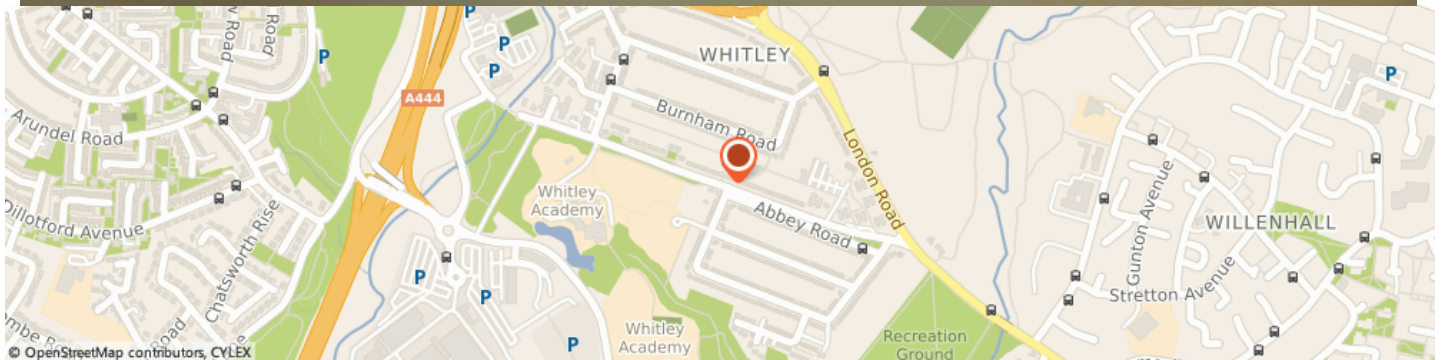 P
w Road
Road
P
P
P
WHITLEY
P
A444
Burnham Road
Arundel Road
London Road
Whitley
Academy
Gunton Avenue
WILLENHALL
Dillotford Avenue
Chatsworth Rise
Abbey Road
P
P
Stretton Avenue
Road
Whitley
Academy
P
Recreation
Ground
© OpenStreetMap contributors, CYLEX